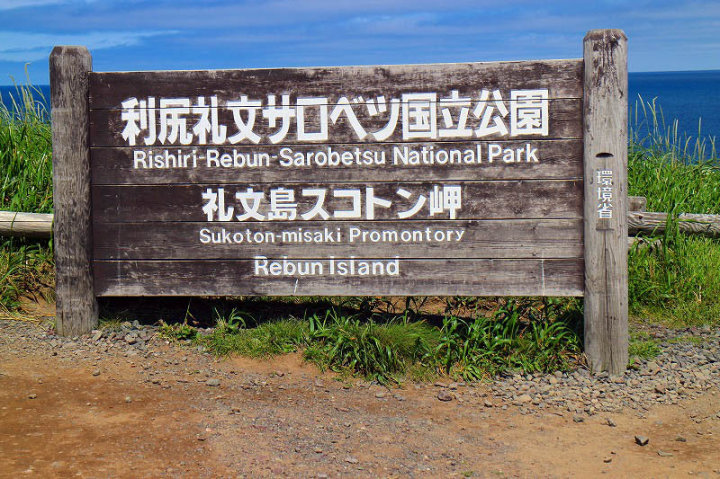 利尻礼文サロベツ国立公園
Rishiri-Rebun-Sarobetsu National Park
礼文島スコトン岬
Sukoton-misaki Promontory
Rebun Island
環境省